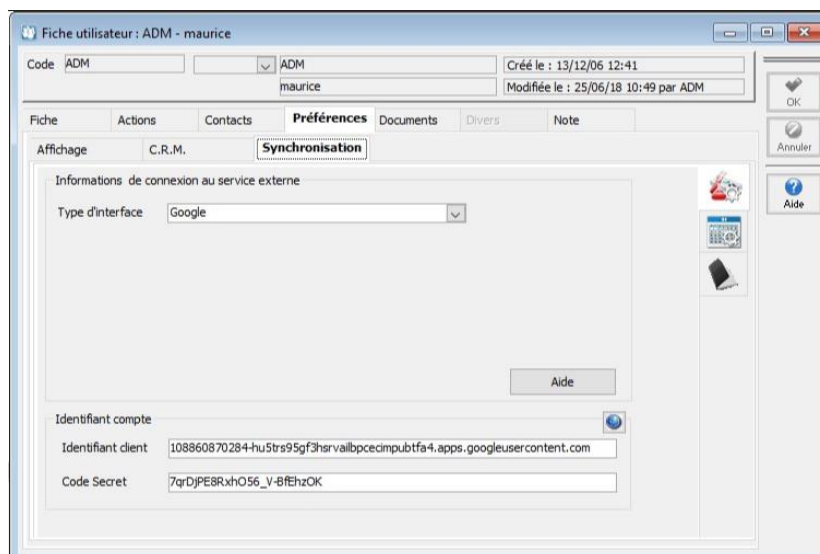 Fiche utilisateur : ADM - maurice
Code ADM ADM Créé le : 13/12/06 12:41
maurice Modifiée le : 25/06/18 10:49 par ADM
OK
Fiche Actions Contacts Préférences Documents Divers Note
Annuler
Affichage C.R.M. Synchronisation
Informations de connexion au service externe
Aide
Type d'interface Google
Aide
Identifiant compte
Identifiant client 108860870284-hu5trs95gf3hsrvailbpcecimpubtfa4.apps.googleusercontent.com
Code Secret 7qrDjPE8RxhO56_V-BfEhzOK